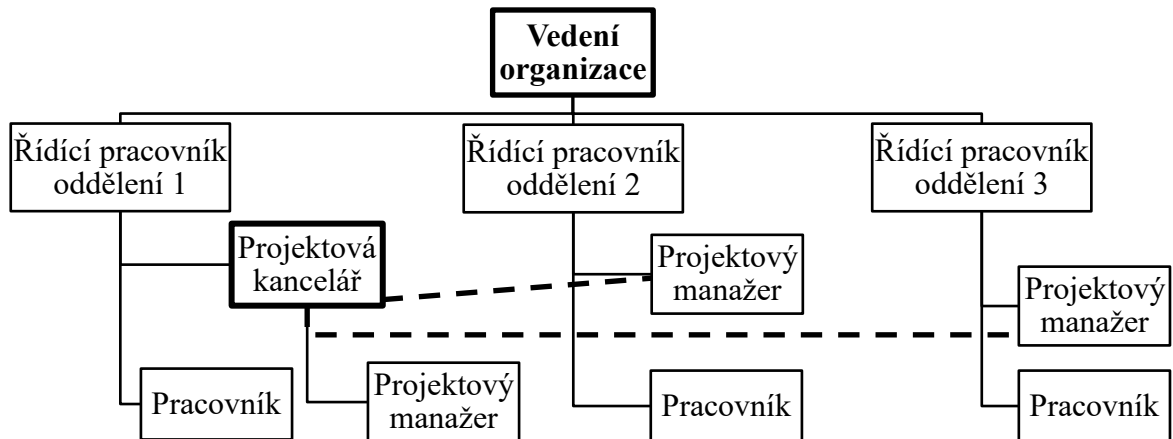 Vedení
organizace
Řídící pracovník
oddělení 1
Řídící pracovník
oddělení 2
Řídící pracovník
oddělení 3
Projektová
kancelář
Projektový
manažer
Projektový
manažer
Pracovník
Projektový
manažer
Pracovník
Pracovník